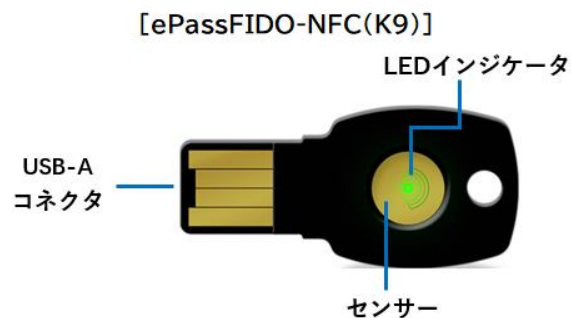 [ePassFIDO-NFC(K9)]
LEDインジケータ
USB-A
コネクタ
センサー